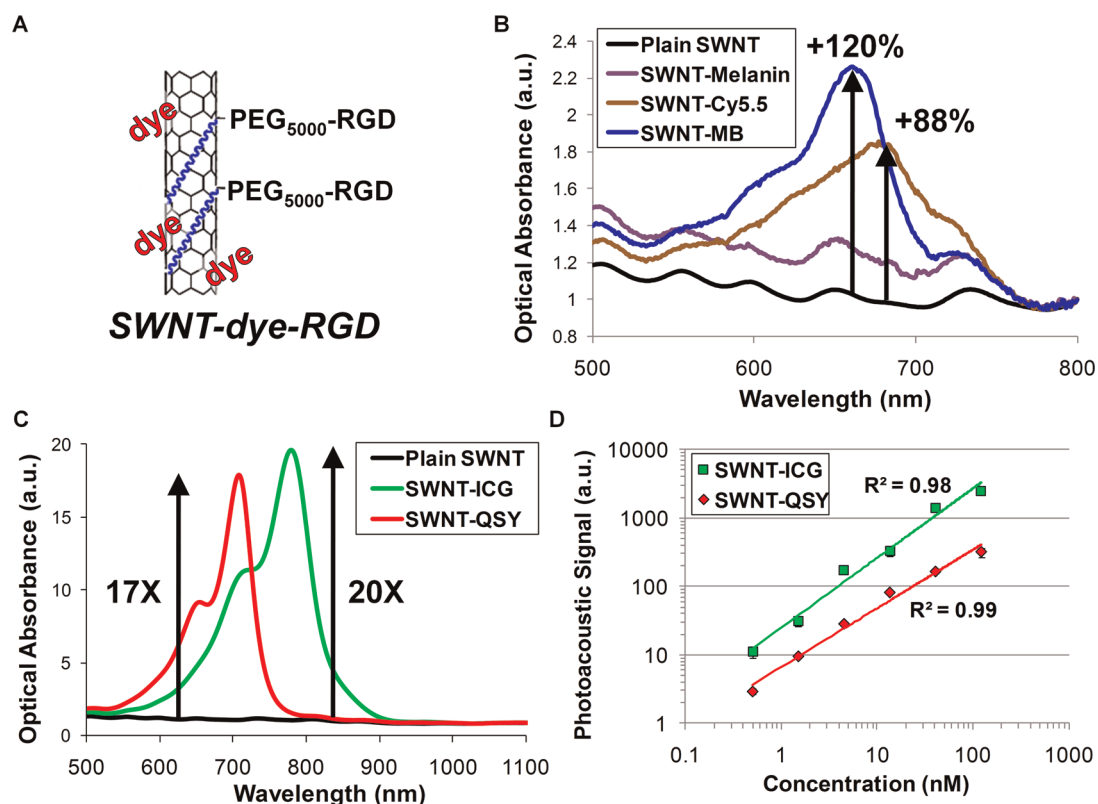 A
dye
PEG5000-RGD
PEG5000-RGD
dye
dye
SWNT-dye-RGD
B
Optical Absorbance (a.u.)
2.4
2.2
2
1.8
1.6
1.4
1.2
1
0.8
Plain SWNT
SWNT-Melanin
SWNT-Cy5.5
SWNT-MB
+120%
+88%
500
600
700
800
Wavelength (nm)
C
Optical Absorbance (a.u.)
20
15
10
5
0
Plain SWNT
SWNT-ICG
SWNT-QSY
17X
20X
500
600
700
800
900
1000
1100
Wavelength (nm)
D
Photoacoustic Signal (a.u.)
10000
1000
100
10
1
SWNT-ICG
SWNT-QSY
R² = 0.98
R² = 0.99
0.1
1
10
100
1000
Concentration (nM)